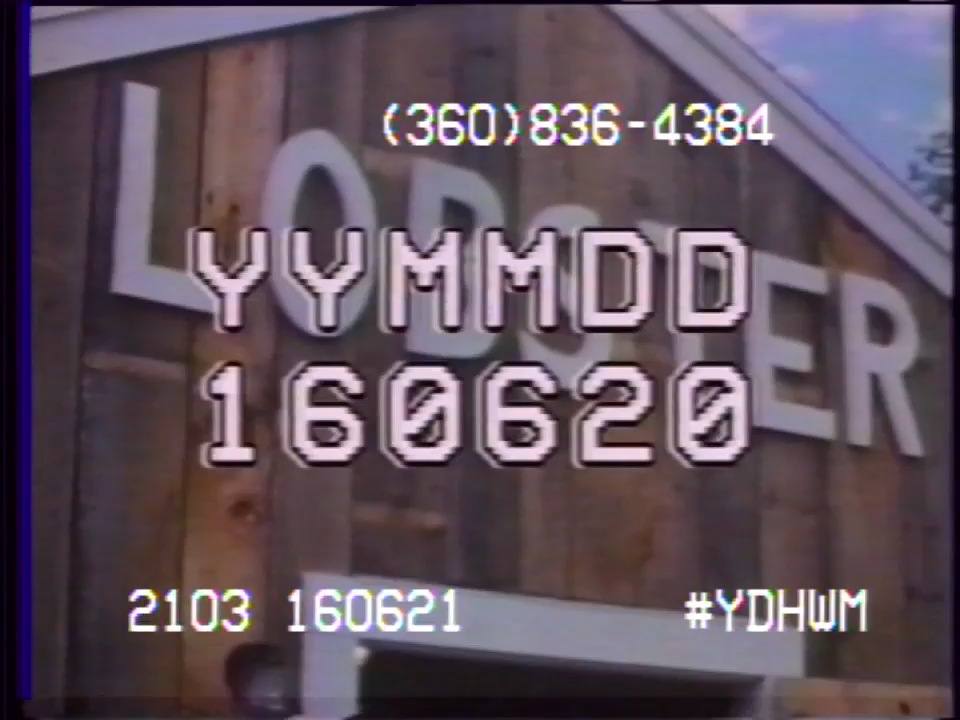 (360)836-4384
LOBSTER
YYMMDD
160620
2103 160621
#YDHWM